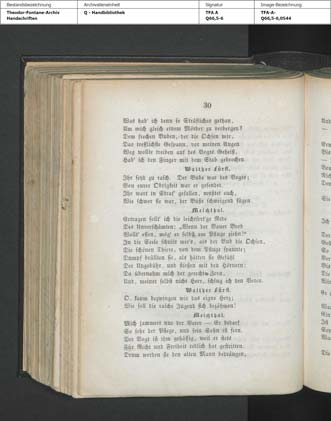 Bestandsbezeichnung
Archivalieneinheit
Signatur
Image-Bezeichnung
Theodor-Fontane-Archiv
Handschriften
Q - Handbibliothek
TFA A
Q66,5-6
TFA-A-
Q66,5-6,0544
30
Was hab' ich denn so Sträfliches gethan,
Um mich gleich einem Mörder zu verbergen?
Dem frechen Buben, der die Ochsen mir,
Das trefflichste Gespann, vor meinen Augen
Weg wollte treiben auf des Vogts Geheiß,
Hab' ich den Finger mit dem Stab gebrochen.
Walther Fürst.
Ihr seyd zu rasch. Der Bube war des Vogts;
Von eurer Obrigkeit war er gesendet.
Ihr wart in Straf' gefallen, mußtet euch,
Wie schwer sie war, der Buße schweigend fügen
Melchthal.
Ertragen sollt' ich die leichtfert'ge Rede
Des Unverschämten: „Wenn der Bauer Brod
Wollt' essen, mög' er selbst am Pfluge ziehn!“
In die Seele schnitt mir's, als der Bub die Ochsen,
Die schönen Thiere, von dem Pfluge spannte;
Dumpf brüllten sie, als hätten sie Gefühl
Der Ungebühr, und stießen mit den Hörnern;
Da übernahm mich der gerechte Zorn,
Und, meiner selbst nicht Herr, schlug ich den Boten.
Walther Fürst.
O, kaum bezwingen wir das eigne Herz;
Wie soll die rasche Jugend sich bezähmen!
Melchthal.
Mich jammert nur der Vater — Er bedarf
So sehr der Pflege, und sein Sohn ist fern.
Der Vogt ist ihm gehässig, weil er stets
Für Recht und Freiheit redlich hat gestritten.
Drum werden sie den alten Mann bedrängen,